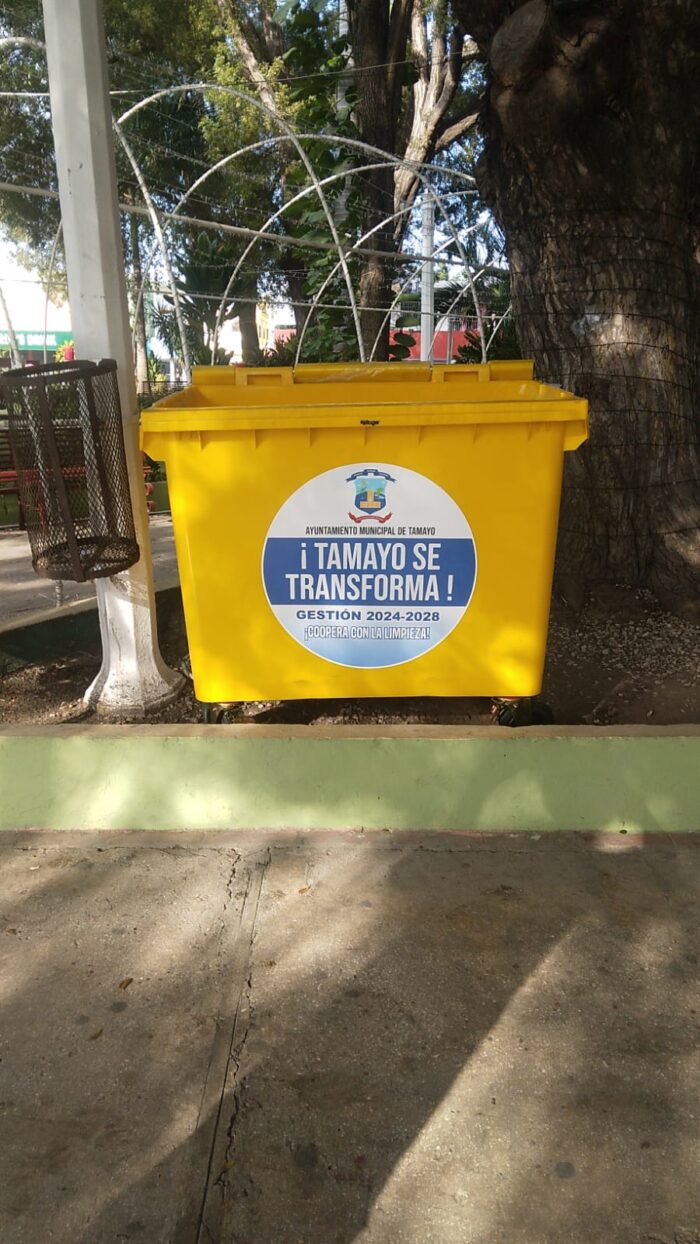 AYUNTAMIENTO MUNICIPAL DE TAMAYO
¡ TAMAYO SE
TRANSFORMA !
GESTIÓN 2024-2028
¡COOPERA CON LA LIMPIEZA!